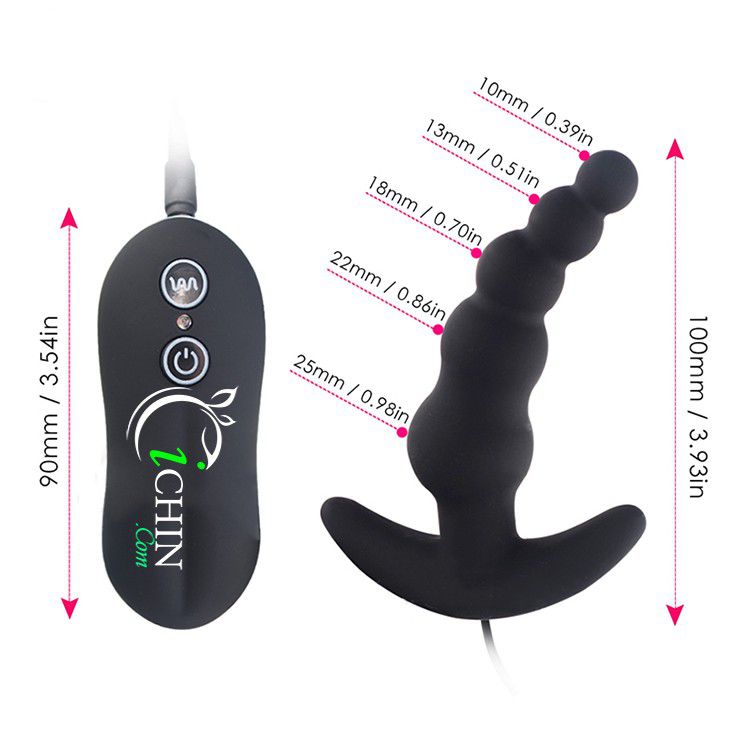 10mm / 0.39in
13mm / 0.51in
18mm / 0.70in
22mm / 0.86in
25mm / 0.98in
90mm / 3.54in
100mm / 3.93in
iCHIN
.Com